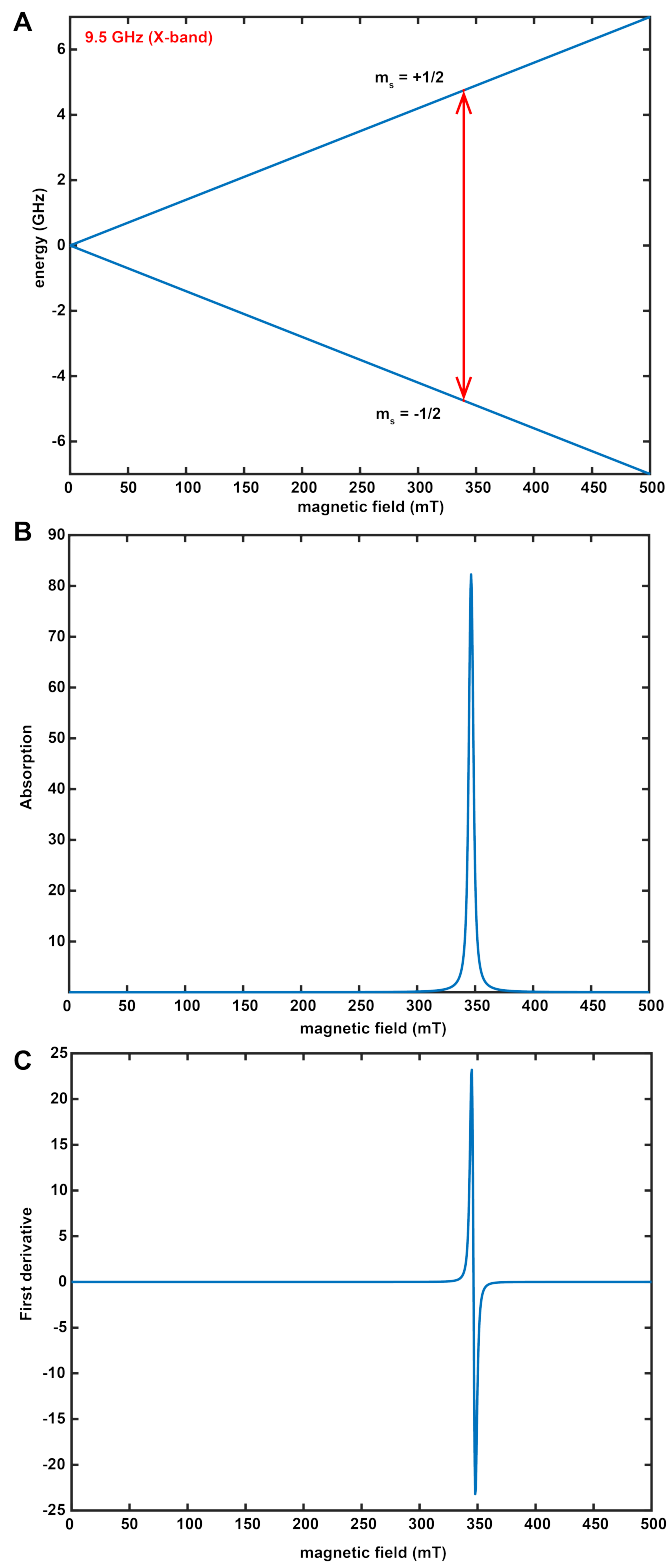 A
9.5 GHz (X-band)
6
4
2
0
-2
-4
-6
energy (GHz)
mₛ = +1/2
mₛ = -1/2
0 50 100 150 200 250 300 350 400 450 500
magnetic field (mT)
B
90
80
70
60
50
40
30
20
10
Absorption
0 50 100 150 200 250 300 350 400 450 500
magnetic field (mT)
C
25
20
15
10
5
0
-5
-10
-15
-20
-25
First derivative
0 50 100 150 200 250 300 350 400 450 500
magnetic field (mT)